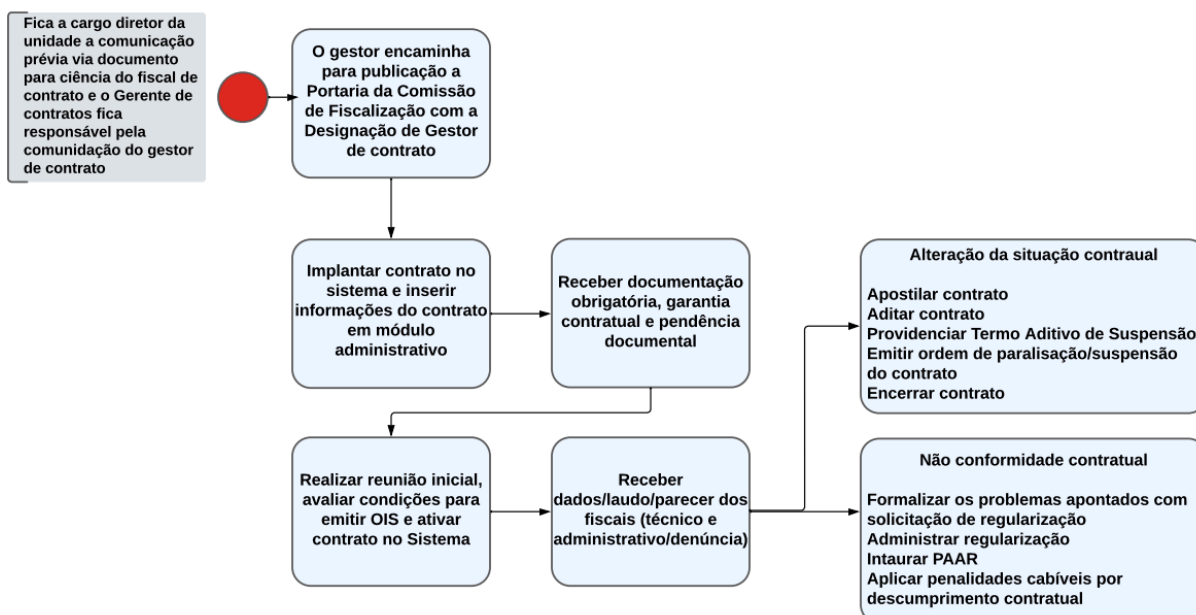 Fica a cargo diretor da
unidade a comunicação
prévia via documento
para ciência do fiscal de
contrato e o Gerente de
contratos fica
responsável pela
comunidação do gestor
de contrato
O gestor encaminha
para publicação a
Portaria da Comissão
de Fiscalização com a
Designação de Gestor
de contrato
Implantar contrato no
sistema e inserir
informações do contrato
em módulo
administrativo
Receber documentação
obrigatória, garantia
contratual e pendência
documental
Realizar reunião inicial,
avaliar condições para
emitir OIS e ativar
contrato no Sistema
Receber
dados/laudo/parecer dos
fiscais (técnico e
administrativo/denúncia)
Alteração da situação contraual
Apostilar contrato
Aditar contrato
Providenciar Termo Aditivo de Suspensão
Emitir ordem de paralisação/suspensão
do contrato
Encerrar contrato
Não conformidade contratual
Formalizar os problemas apontados com
solicitação de regularização
Administrar regularização
Intaurar PAAR
Aplicar penalidades cabíveis por
descumprimento contratual